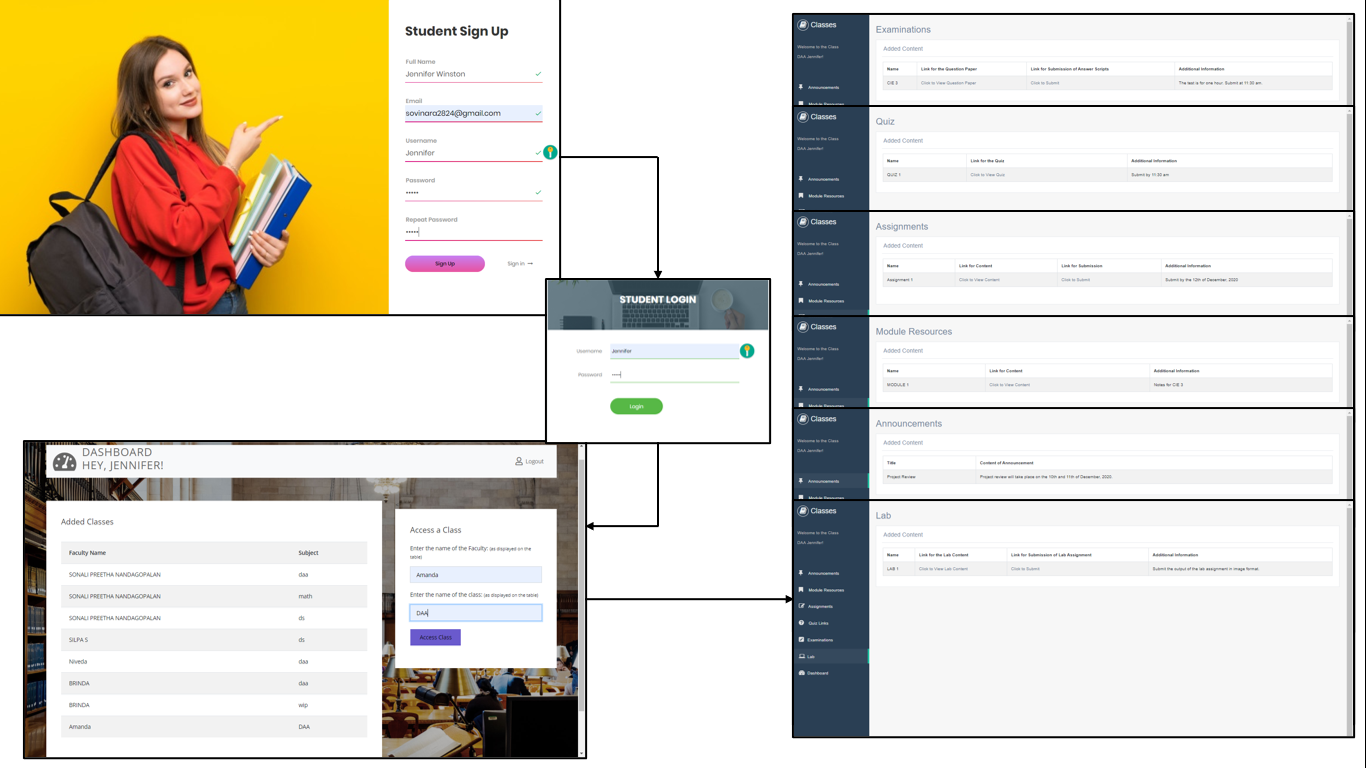 Student Sign Up
Full Name
Jennifer Winston
Email
sovinara2824@gmail.com
Username
Jennifer
Password
•••••
Repeat Password
•••••
Sign Up
Sign in →
STUDENT LOGIN
Username
Jennifer
Password
Login
DASHBOARD
HEY, JENNIFER!
Logout
Added Classes
Faculty Name Subject
SONALI PREETHA NANDAGOPALAN daa
SONALI PREETHA NANDAGOPALAN math
SONALI PREETHA NANDAGOPALAN ds
SILPA S ds
Niveda daa
BRINDA daa
BRINDA wip
Amanda DAA
Access a Class
Enter the name of the Faculty: (as displayed on the
table)
Amanda
Enter the name of the class: (as displayed on the table)
DAA
Access Class
Classes
Welcome to the Class
DAA Jennifer!
Announcements
Module Resources
Examinations
Added Content
Name Link for the Question Paper Link for Submission of Answer Scripts Additional Information
CIE 3 Click to View Question Paper Click to Submit The test is for one hour. Submit at 11:30 am.
Classes
Welcome to the Class
DAA Jennifer!
Announcements
Module Resources
Quiz
Added Content
Name Link for the Quiz Additional Information
QUIZ 1 Click to View Quiz Submit by 11:30 am
Classes
Welcome to the Class
DAA Jennifer!
Announcements
Module Resources
Assignments
Added Content
Name Link for Content Link for Submission Additional Information
Assignment 1 Click to View Content Click to Submit Submit by the 12th of December, 2020
Classes
Welcome to the Class
DAA Jennifer!
Announcements
Module Resources
Module Resources
Added Content
Name Link for Content Additional Information
MODULE 1 Click to View Content Notes for CIE 3
Classes
Welcome to the Class
DAA Jennifer!
Announcements
Module Resources
Announcements
Added Content
Title Content of Announcement
Project Review Project review will take place on the 10th and 11th of December, 2020
Classes
Welcome to the Class
DAA Jennifer!
Announcements
Module Resources
Assignments
Quiz Links
Examinations
Lab
Dashboard
Lab
Added Content
Name Link for the Lab Content Link for Submission of Lab Assignment Additional Information
LAB 1 Click to View Lab Content Click to Submit Submit the output of the lab assignment in image format.